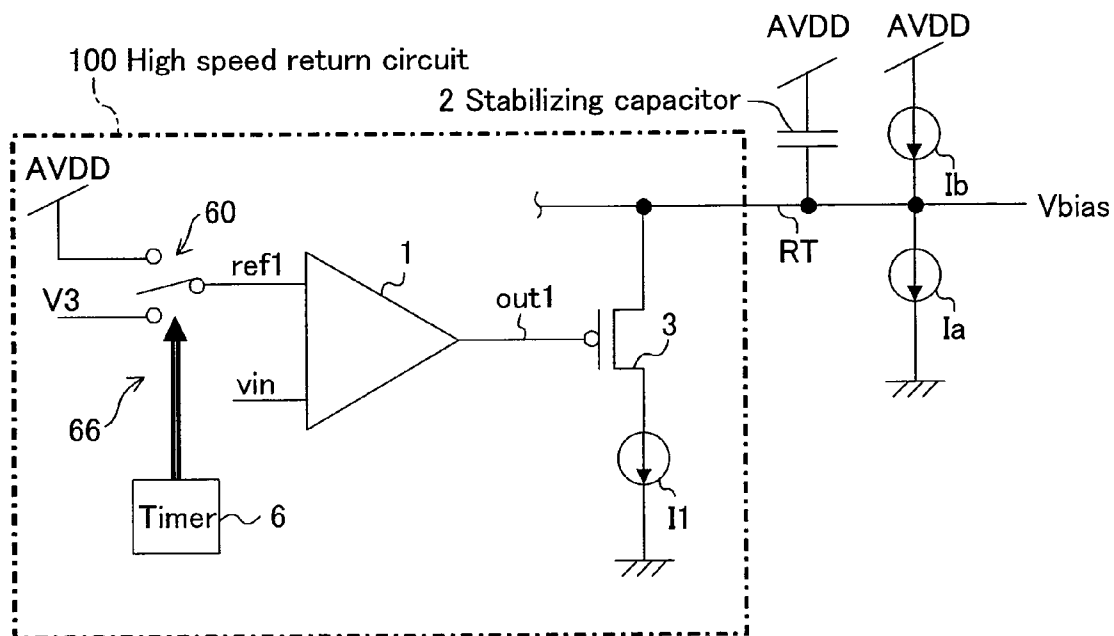 AVDD AVDD
100 High speed return circuit
2 Stabilizing capacitor
AVDD
60
Ib
Vbias
RT
ref1
1
V3
out1
Ia
3
vin
66
I1
Timer
6